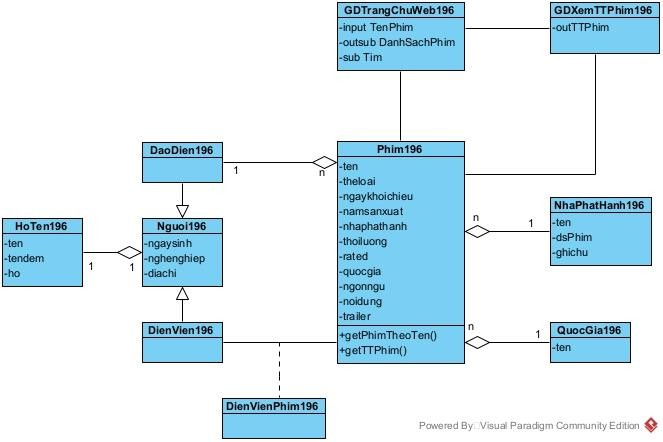 GDTrangChuWeb196
-input TenPhim
-outsub DanhSachPhim
-sub Tim
GDXemTTPhim196
-outTTPhim
DaoDien196
1
n
Phim196
-ten
-theloai
-ngaykhoichieu
-namsanxuat
-nhaphathanh
-thoiluong
-rated
-quocgia
-ngonngu
-noidung
-trailer
+getPhimTheoTen()
+getTTPhim()
HoTen196
-ten
-tendem
-ho
1
1
Nguoi196
-ngaysinh
-nghenghiep
-diachi
n
1
NhaPhatHanh196
-ten
-dsPhim
-ghichu
DienVien196
n
1
QuocGia196
-ten
DienVienPhim196
Powered By Visual Paradigm Community Edition